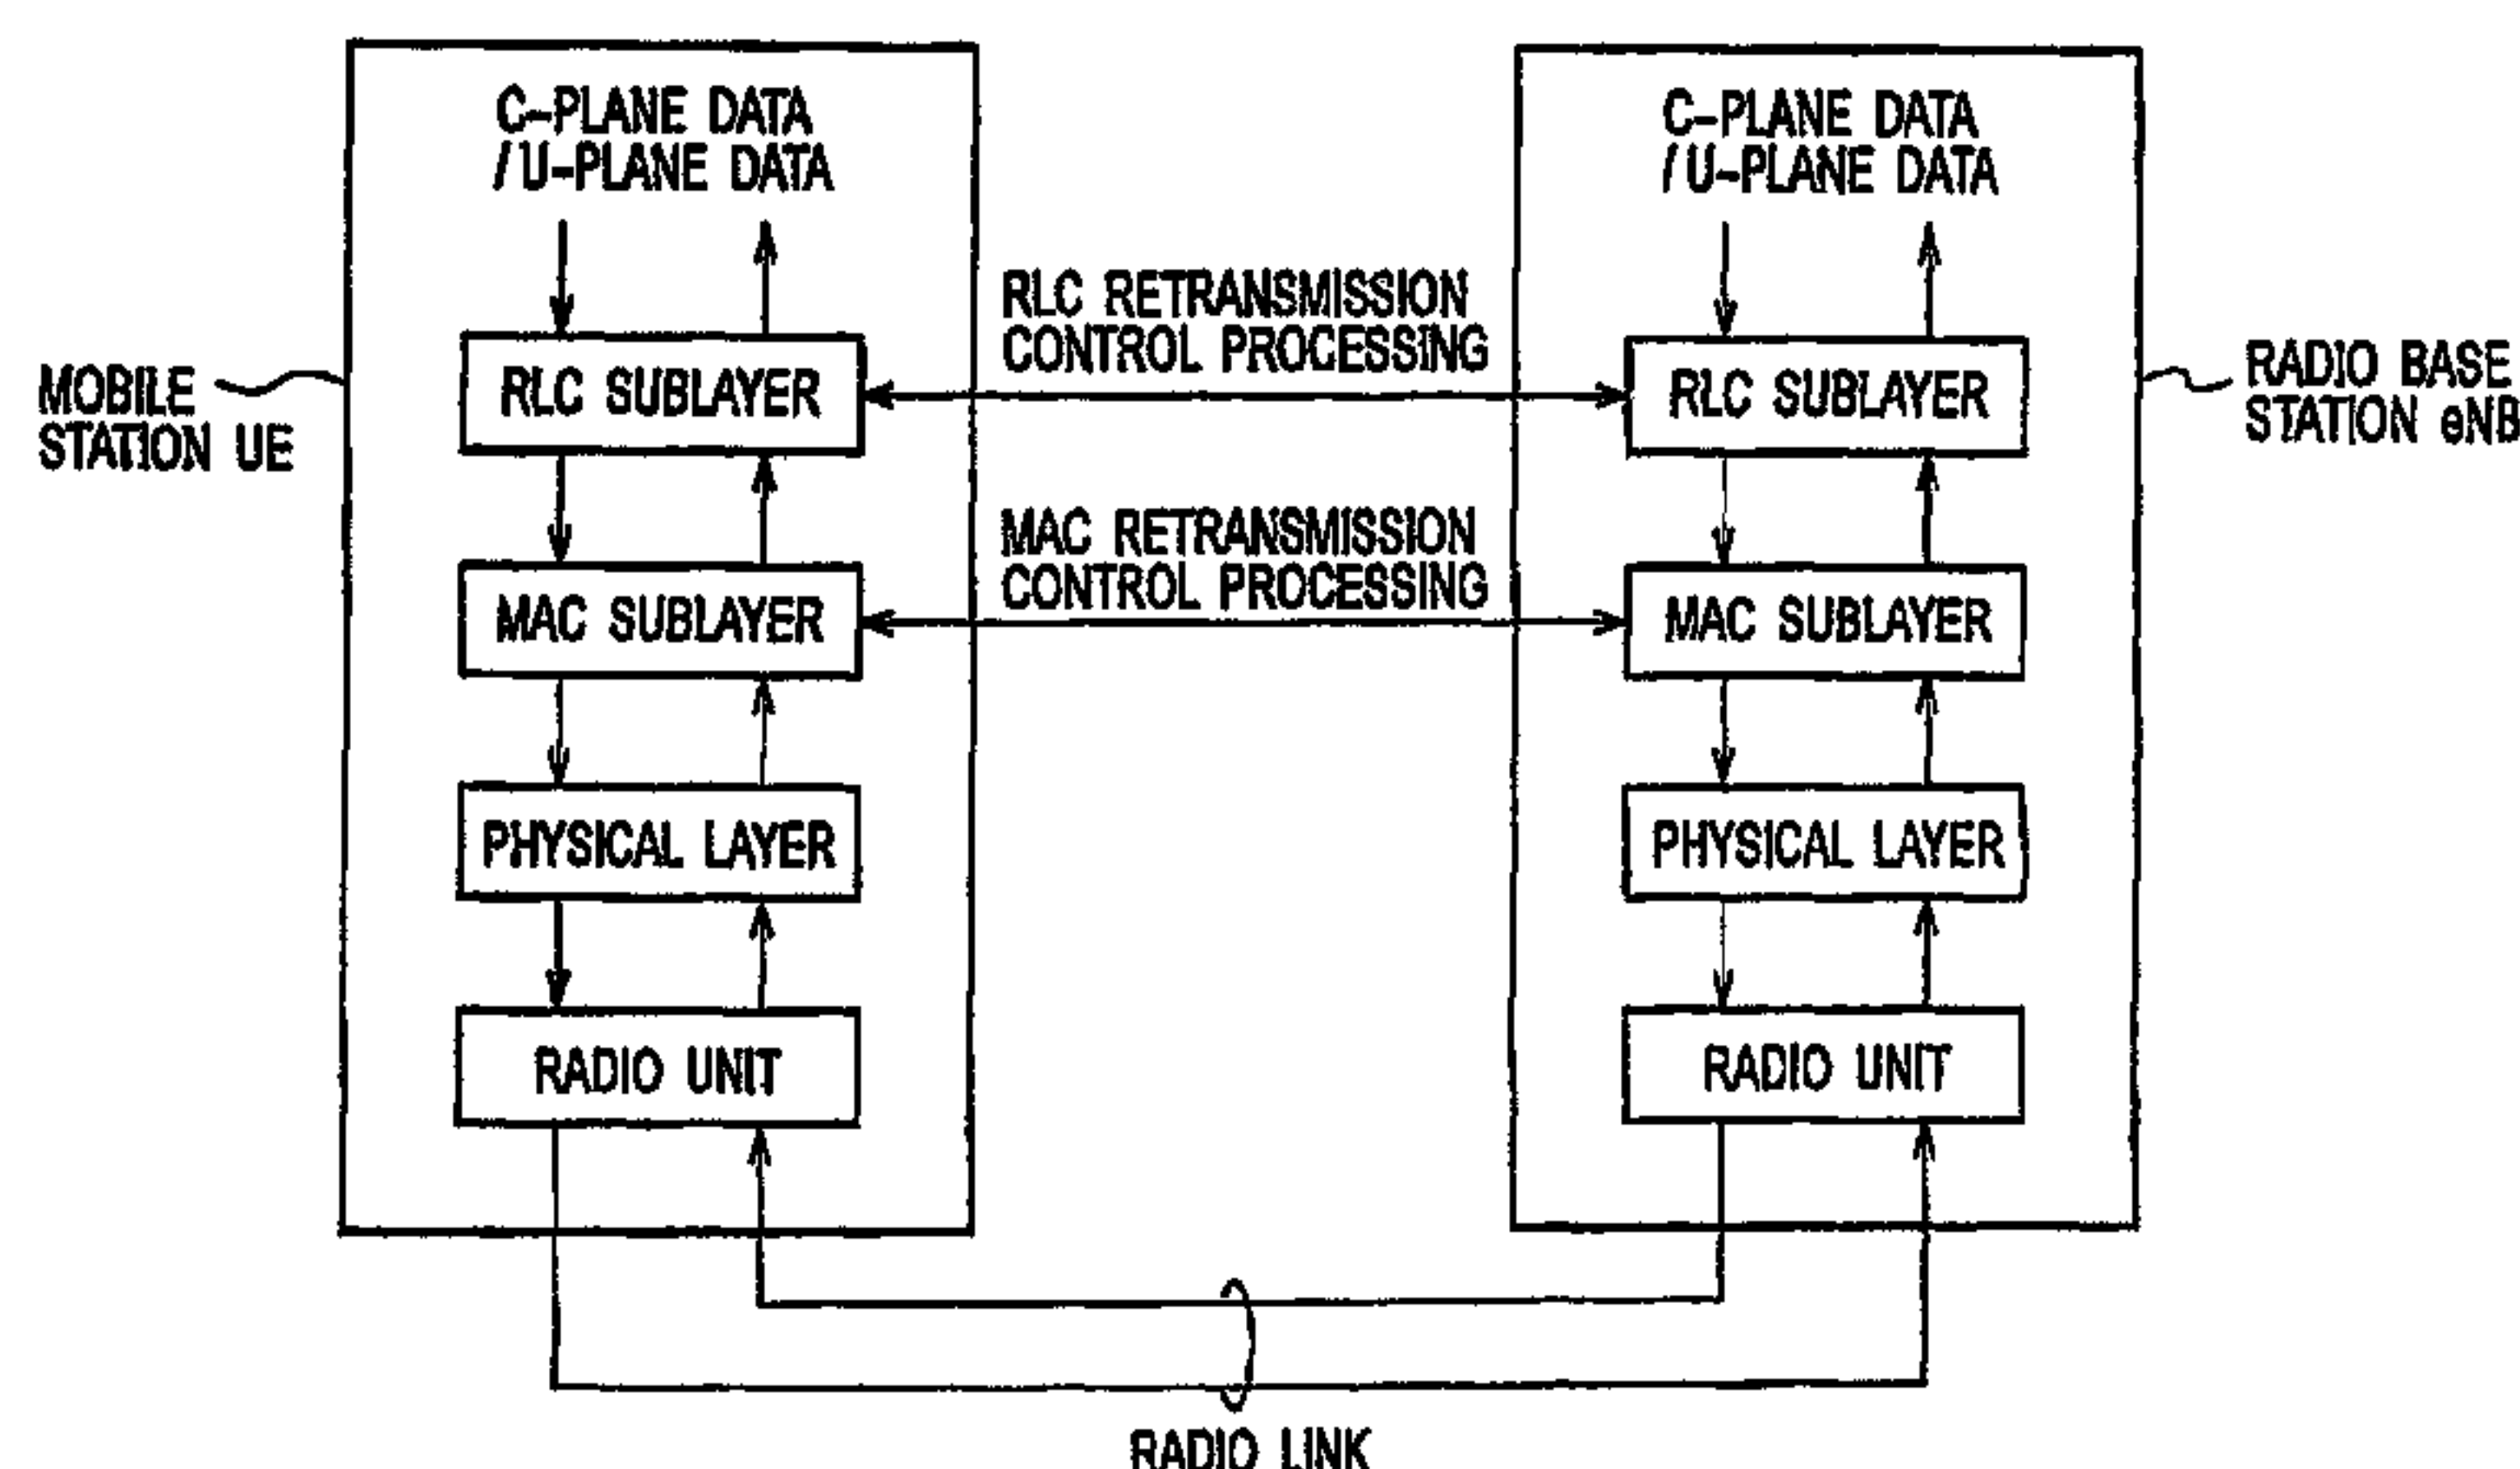 C-PLANE DATA
/ U-PLANE DATA
C-PLANE DATA
/ U-PLANE DATA
RLC RETRANSMISSION
CONTROL PROCESSING
MOBILE
STATION UE
RLC SUBLAYER
RLC SUBLAYER
RADIO BASE
STATION eNB
MAC RETRANSMISSION
CONTROL PROCESSING
MAC SUBLAYER
MAC SUBLAYER
PHYSICAL LAYER
PHYSICAL LAYER
RADIO UNIT
RADIO UNIT
RADIO LINK